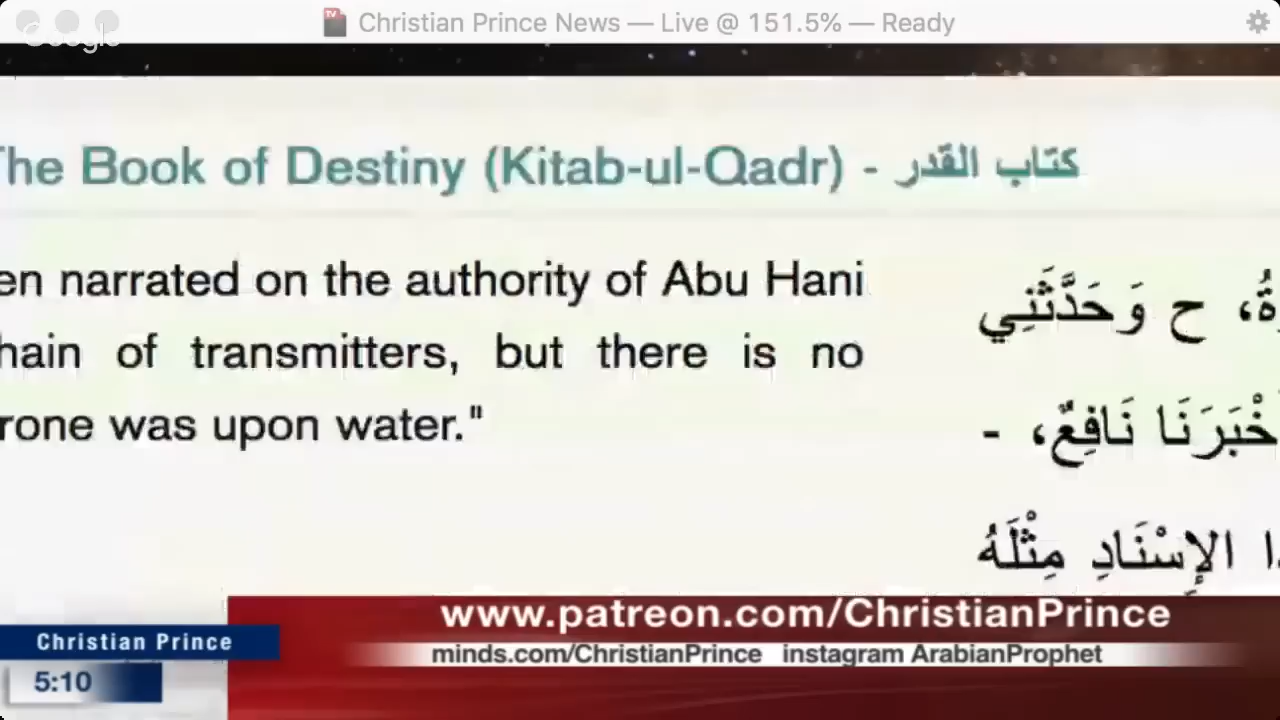 Christian Prince News — Live @ 151.5% — Ready
Google
The Book of Destiny (Kitab-ul-Qadr) - كتاب القدر
en narrated on the authority of Abu Hani
hain of transmitters, but there is no
rone was upon water."
ةُ، ح وَحَدَّثَنِي
خْبَرَنَا نَافِعٌ، -
ا الإِسْنَادِ مِثْلَهُ
www.patreon.com/ChristianPrince
minds.com/ChristianPrince instagram ArabianProphet
Christian Prince
5:10